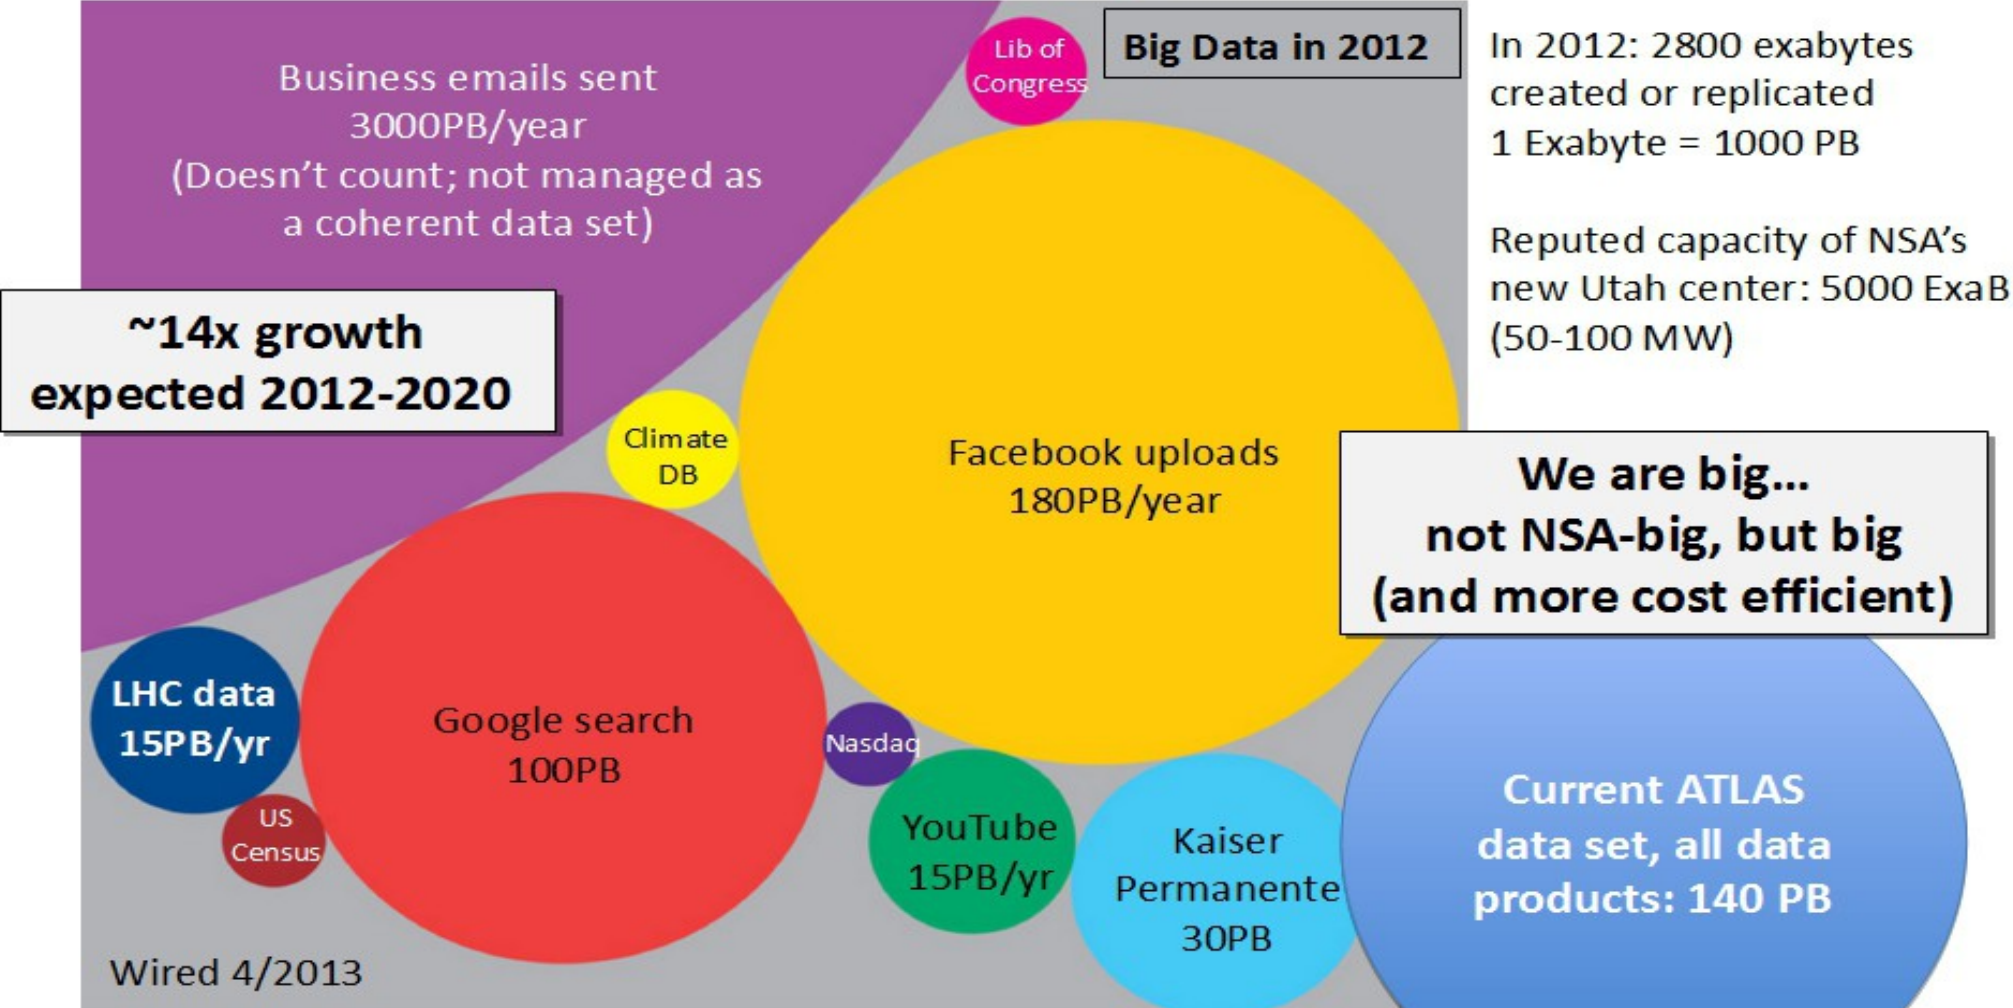 Business emails sent
3000PB/year
(Doesn't count; not managed as
a coherent data set)
Lib of
Congress
Big Data in 2012
In 2012: 2800 exabytes
created or replicated
1 Exabyte = 1000 PB
Reputed capacity of NSA's
new Utah center: 5000 ExaB
(50-100 MW)
~14x growth
expected 2012-2020
Climate
DB
Facebook uploads
180PB/year
We are big...
not NSA-big, but big
(and more cost efficient)
LHC data
15PB/yr
Google search
100PB
Nasdaq
US
Census
YouTube
15PB/yr
Kaiser
Permanente
30PB
Current ATLAS
data set, all data
products: 140 PB
Wired 4/2013